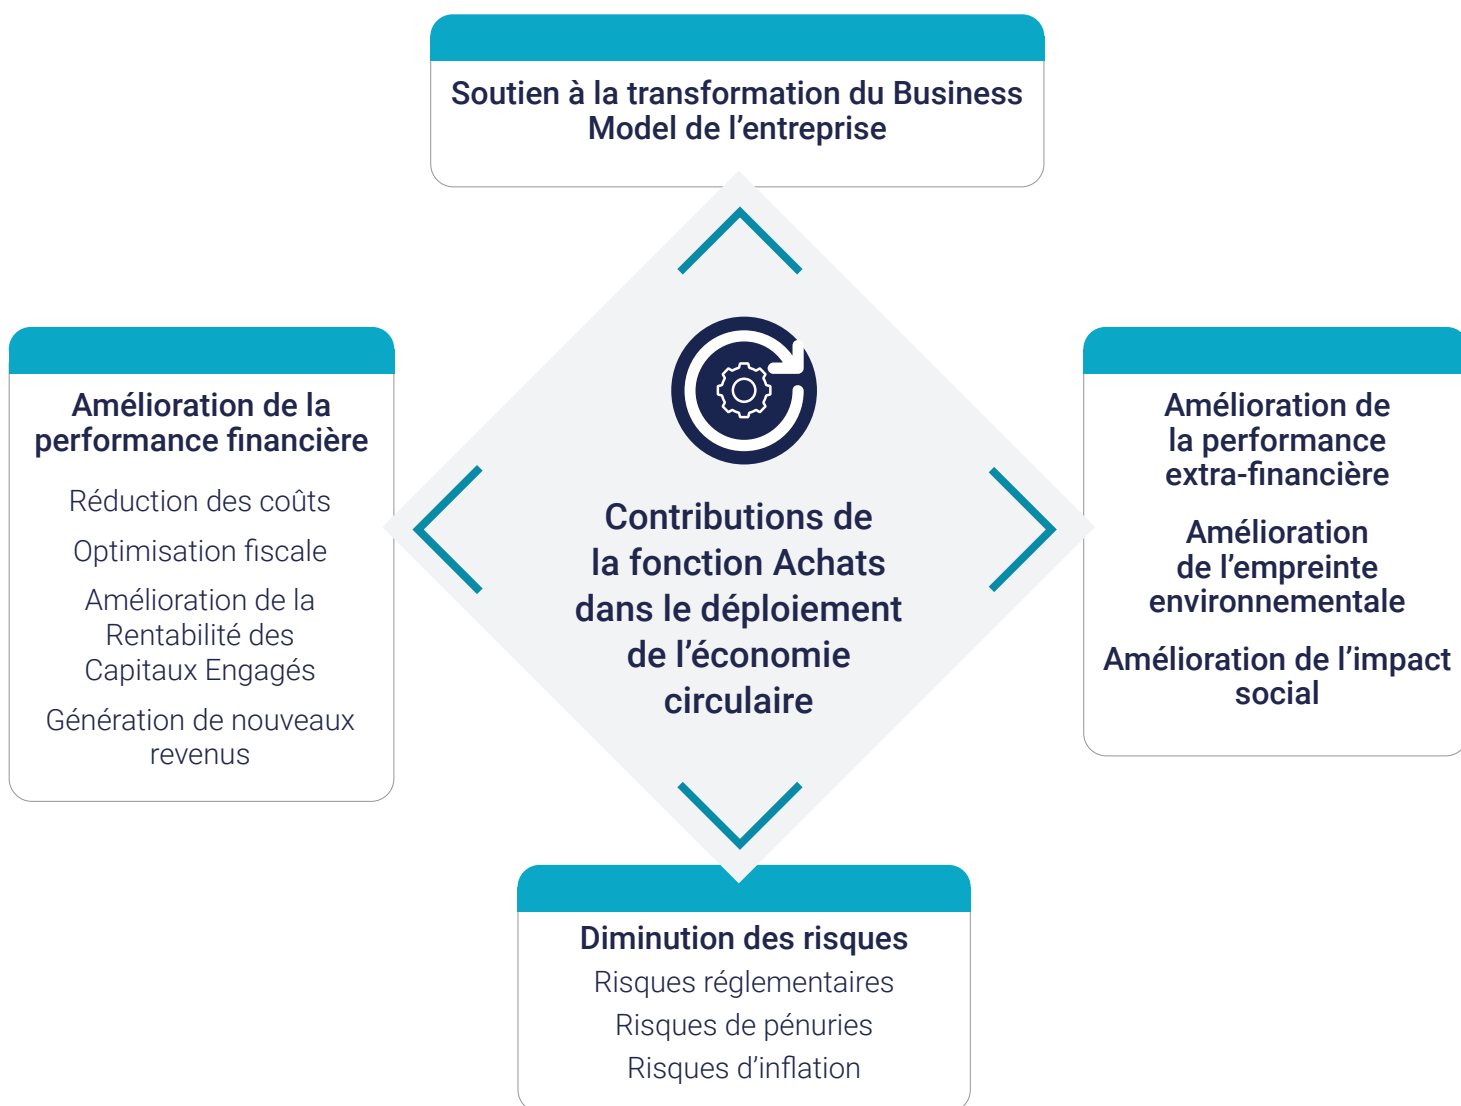 Soutien à la transformation du Business
Model de l’entreprise
Amélioration de la
performance financière
Réduction des coûts
Optimisation fiscale
Amélioration de la
Rentabilité des
Capitaux Engagés
Génération de nouveaux
revenus
Contributions de
la fonction Achats
dans le déploiement
de l’économie
circulaire
Amélioration de
la performance
extra-financière
Amélioration
de l’empreinte
environnementale
Amélioration de l’impact
social
Diminution des risques
Risques réglementaires
Risques de pénuries
Risques d’inflation